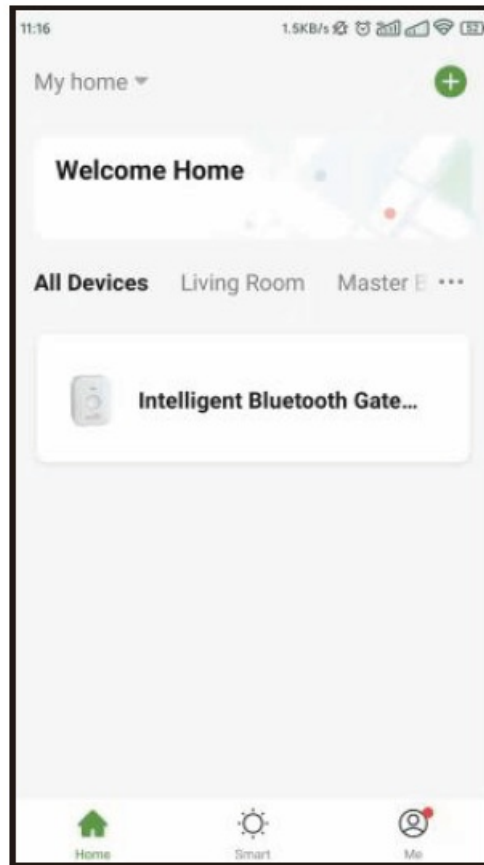 11:16 1.5KB/s 52
My home
Welcome Home
All Devices Living Room Master
Intelligent Bluetooth Gate...
Home Smart Me